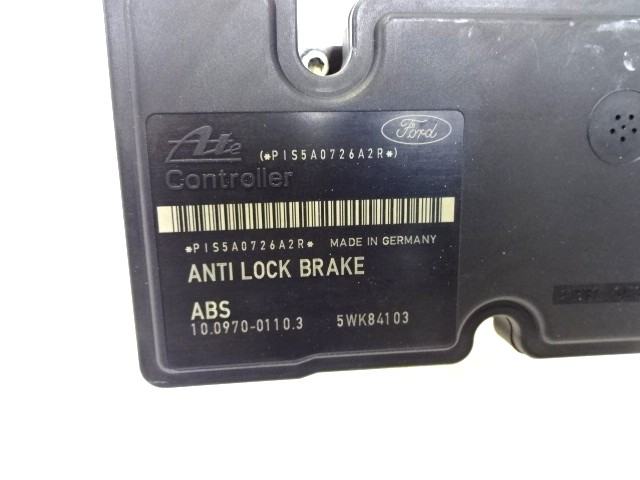 Ate
Ford
(*PIS5A0726A2R*)
Controller
*PIS5A0726A2R* MADE IN GERMANY
ANTI LOCK BRAKE
ABS
10.0970-0110.3 5WK84103